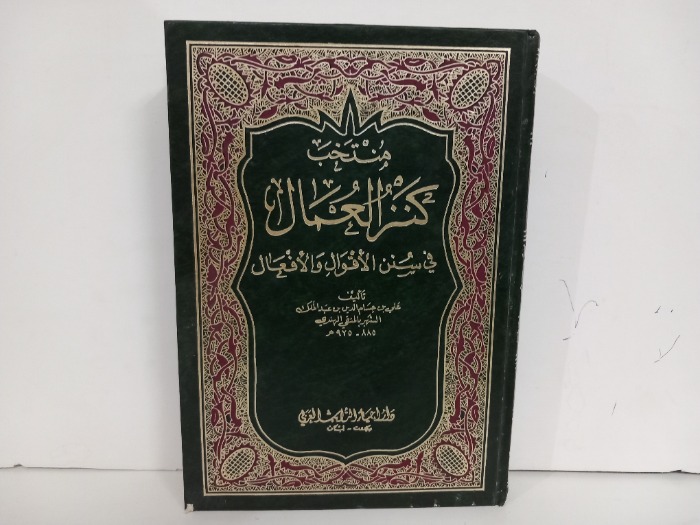 منتخب
كنز العمال
في سنن الأقوال والأفعال
تأليف
علي بن حسام الدين بن عبد الملك
الشهير بالمتقي الهندي
٨٨٥ - ٩٧٥ هـ
دار إحياء التراث العربي
بيروت - لبنان